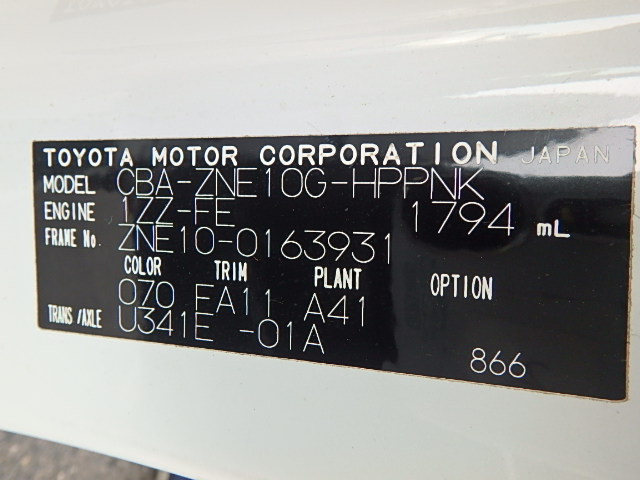 TOYOTA MOTOR CORPORATION JAPAN
MODEL CBA-ZNE10G-HPPNK
ENGINE 1ZZ-FE 1794 mL
FRAME No. ZNE10-0163931
COLOR TRIM PLANT OPTION
070 EA11 A41
TRANS/AXLE U341E -01A
866